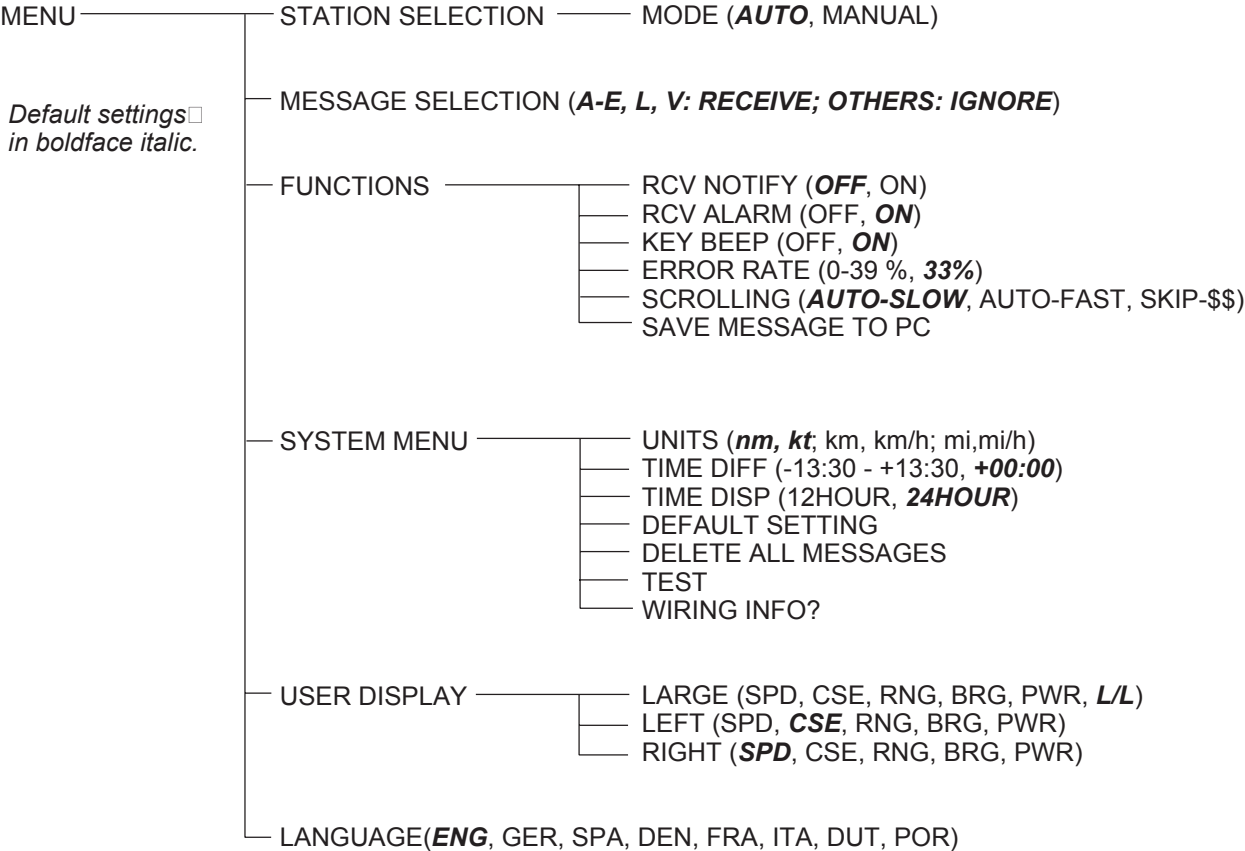 MENU
STATION SELECTION
MODE (AUTO, MANUAL)
Default settings
in boldface italic.
MESSAGE SELECTION (A-E, L, V: RECEIVE; OTHERS: IGNORE)
FUNCTIONS
RCV NOTIFY (OFF, ON)
RCV ALARM (OFF, ON)
KEY BEEP (OFF, ON)
ERROR RATE (0-39 %, 33%)
SCROLLING (AUTO-SLOW, AUTO-FAST, SKIP-$$)
SAVE MESSAGE TO PC
SYSTEM MENU
UNITS (nm, kt; km, km/h; mi,mi/h)
TIME DIFF (-13:30 - +13:30, +00:00)
TIME DISP (12HOUR, 24HOUR)
DEFAULT SETTING
DELETE ALL MESSAGES
TEST
WIRING INFO?
USER DISPLAY
LARGE (SPD, CSE, RNG, BRG, PWR, L/L)
LEFT (SPD, CSE, RNG, BRG, PWR)
RIGHT (SPD, CSE, RNG, BRG, PWR)
LANGUAGE(ENG, GER, SPA, DEN, FRA, ITA, DUT, POR)